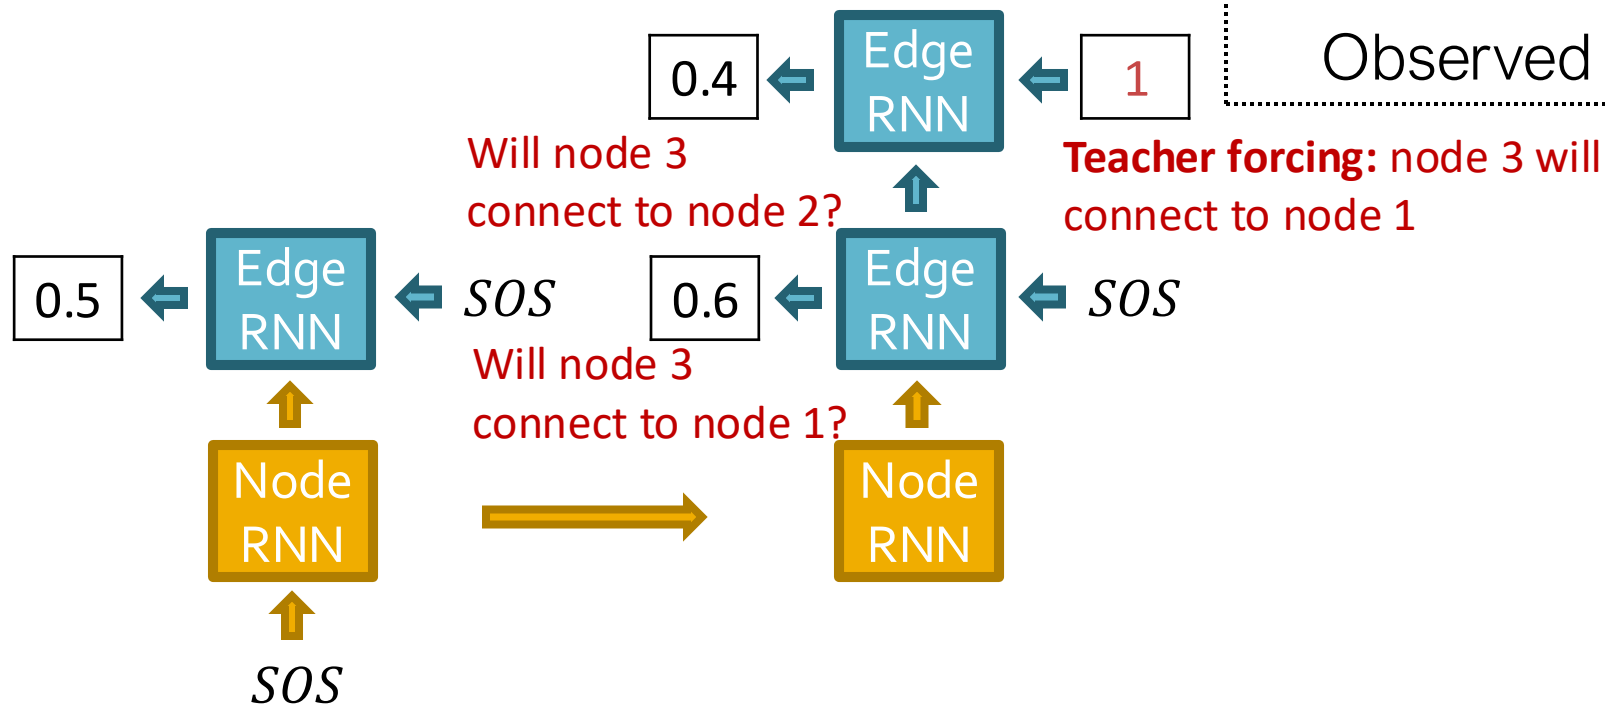 0.4
Edge
RNN
1
Observed
Will node 3
connect to node 2?
Teacher forcing: node 3 will
connect to node 1
0.5
Edge
RNN
SOS
0.6
Edge
RNN
SOS
Will node 3
connect to node 1?
Node
RNN
Node
RNN
SOS